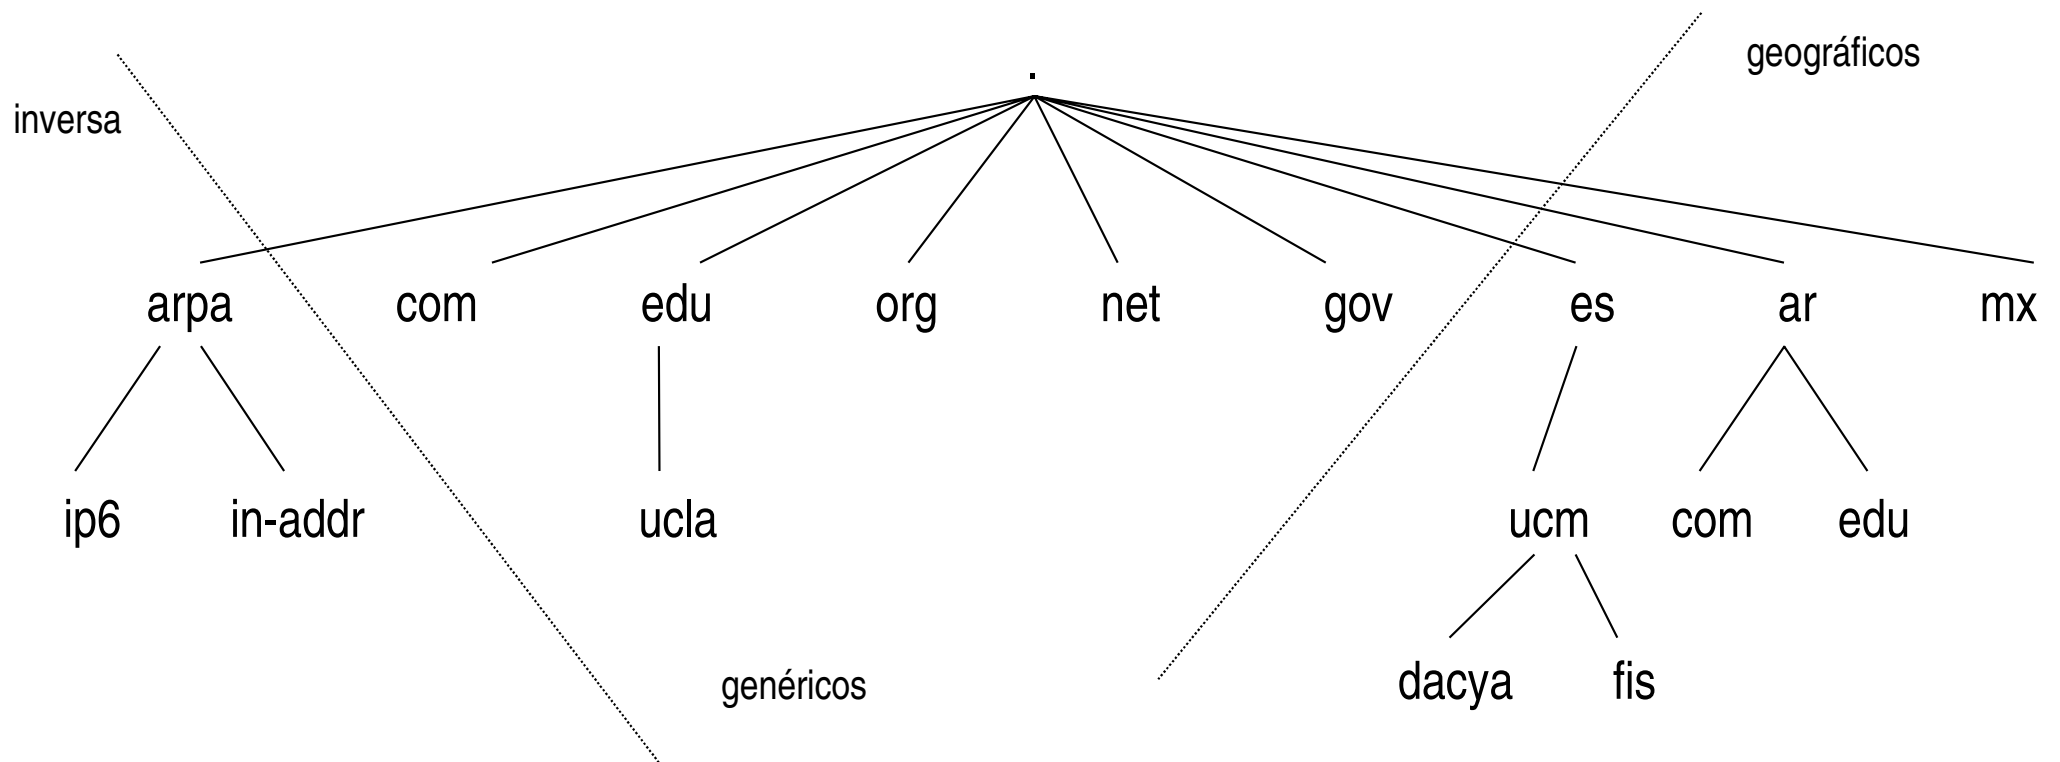 .
geográficos
inversa
arpa com edu org net gov es ar mx
ip6 in-addr ucla ucm com edu
dacya fis
genéricos